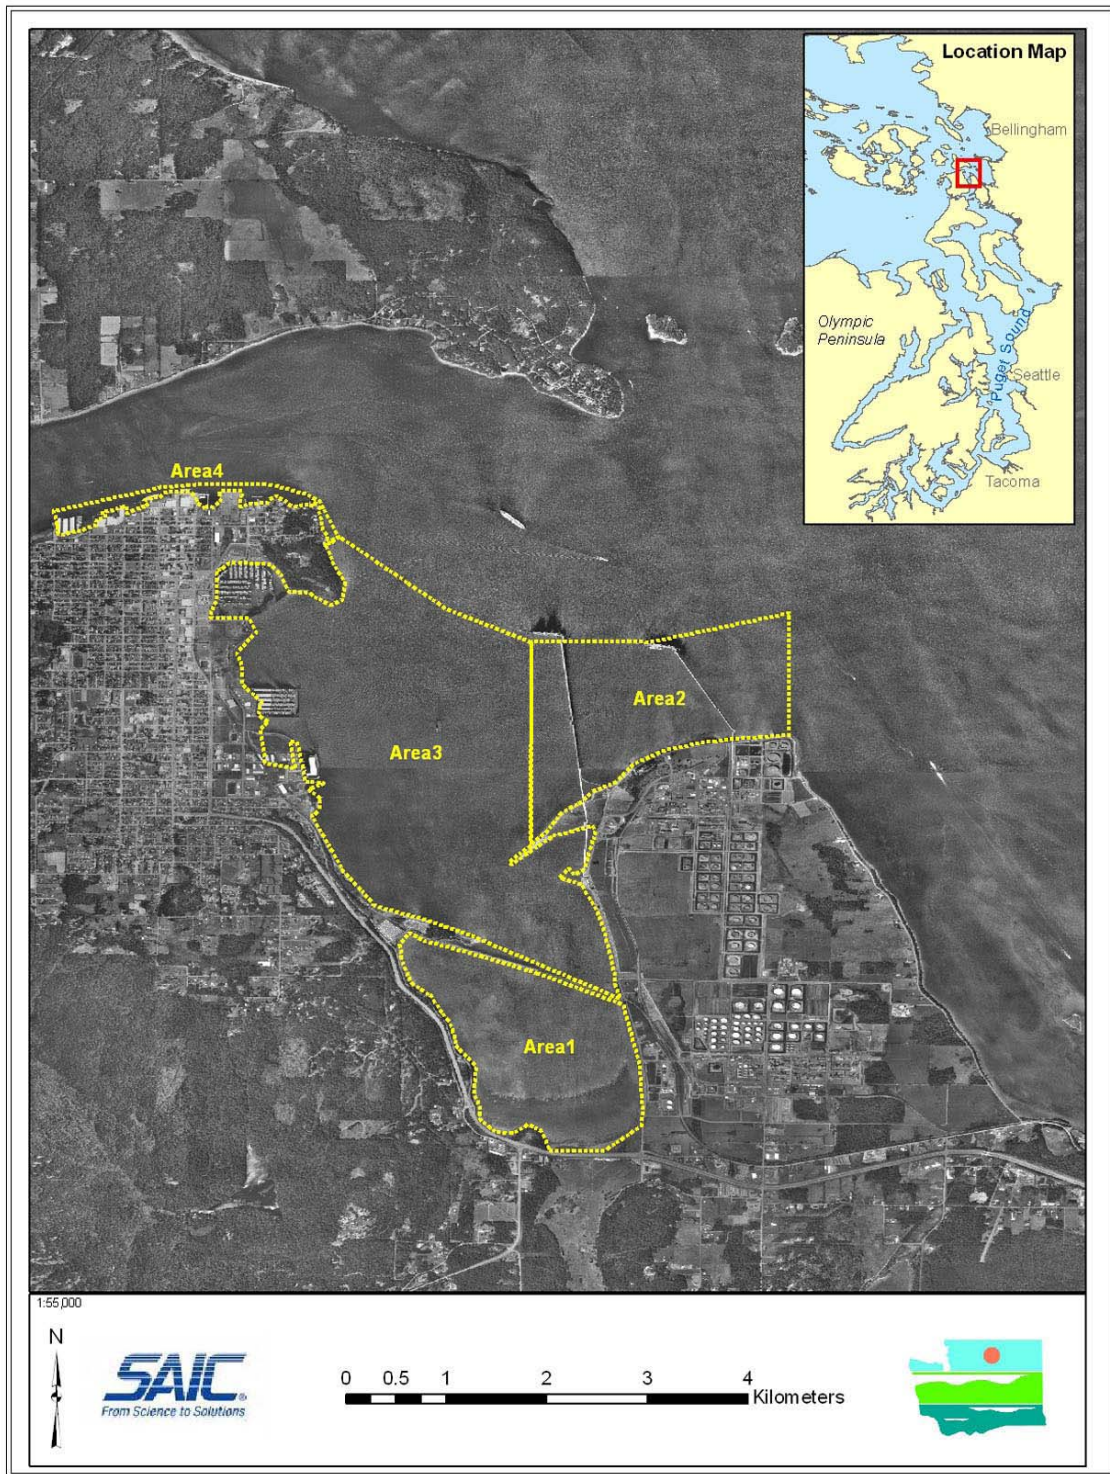 Location Map
Bellingham
Olympic
Peninsula
Puget Sound
Seattle
Tacoma
Area4
Area2
Area3
Area1
1:55,000
N
SAIC®
From Science to Solutions
0 0.5 1 2 3 4
Kilometers